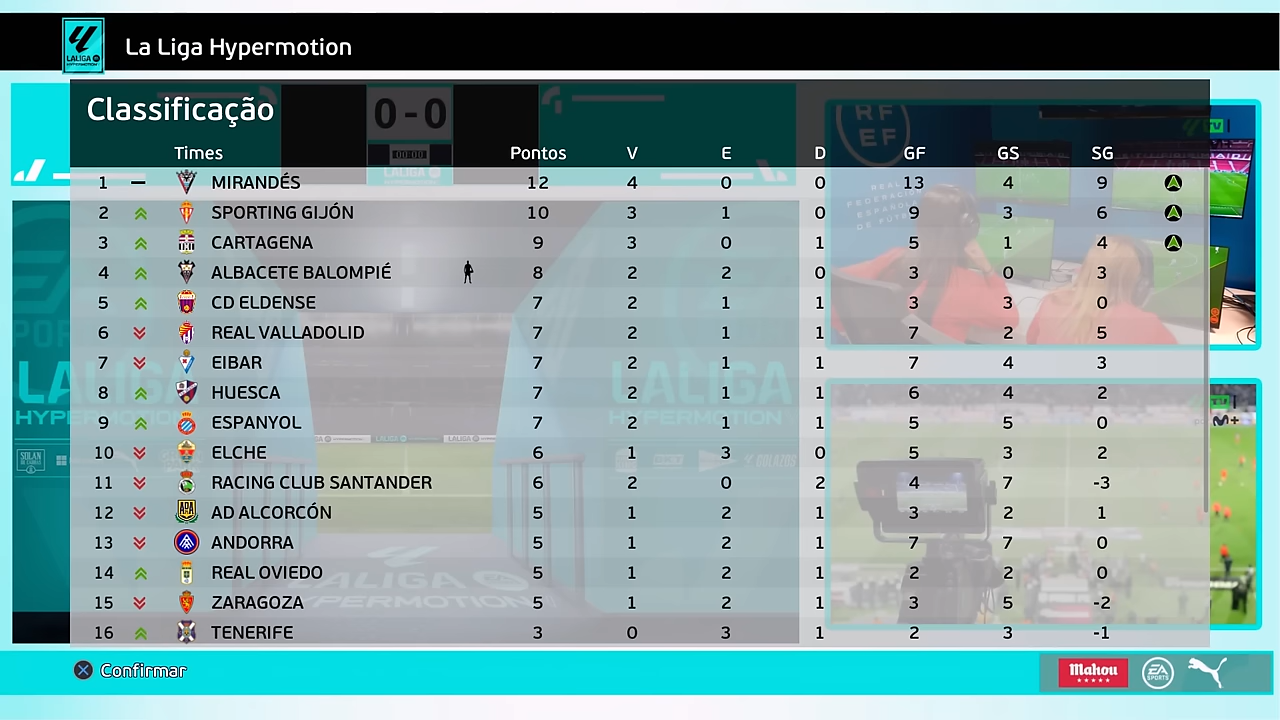 La Liga Hypermotion
Classificação
0 - 0
Times Pontos V E D GF GS SG
1 MIRANDÉS 12 4 0 0 13 4 9
2 SPORTING GIJÓN 10 3 1 0 9 3 6
3 CARTAGENA 9 3 0 1 5 1 4
4 ALBACETE BALOMPIÉ 8 2 2 0 3 0 3
5 CD ELDENSE 7 2 1 1 3 3 0
6 REAL VALLADOLID 7 2 1 1 7 2 5
7 EIBAR 7 2 1 1 7 4 3
8 HUESCA 7 2 1 1 6 4 2
9 ESPANYOL 7 2 1 1 5 5 0
10 ELCHE 6 1 3 0 5 3 2
11 RACING CLUB SANTANDER 6 2 0 2 4 7 -3
12 AD ALCORCÓN 5 1 2 1 3 2 1
13 ANDORRA 5 1 2 1 7 7 0
14 REAL OVIEDO 5 1 2 1 2 2 0
15 ZARAGOZA 5 1 2 1 3 5 -2
16 TENERIFE 3 0 3 1 2 3 -1
Confirmar
Mahou
EA SPORTS